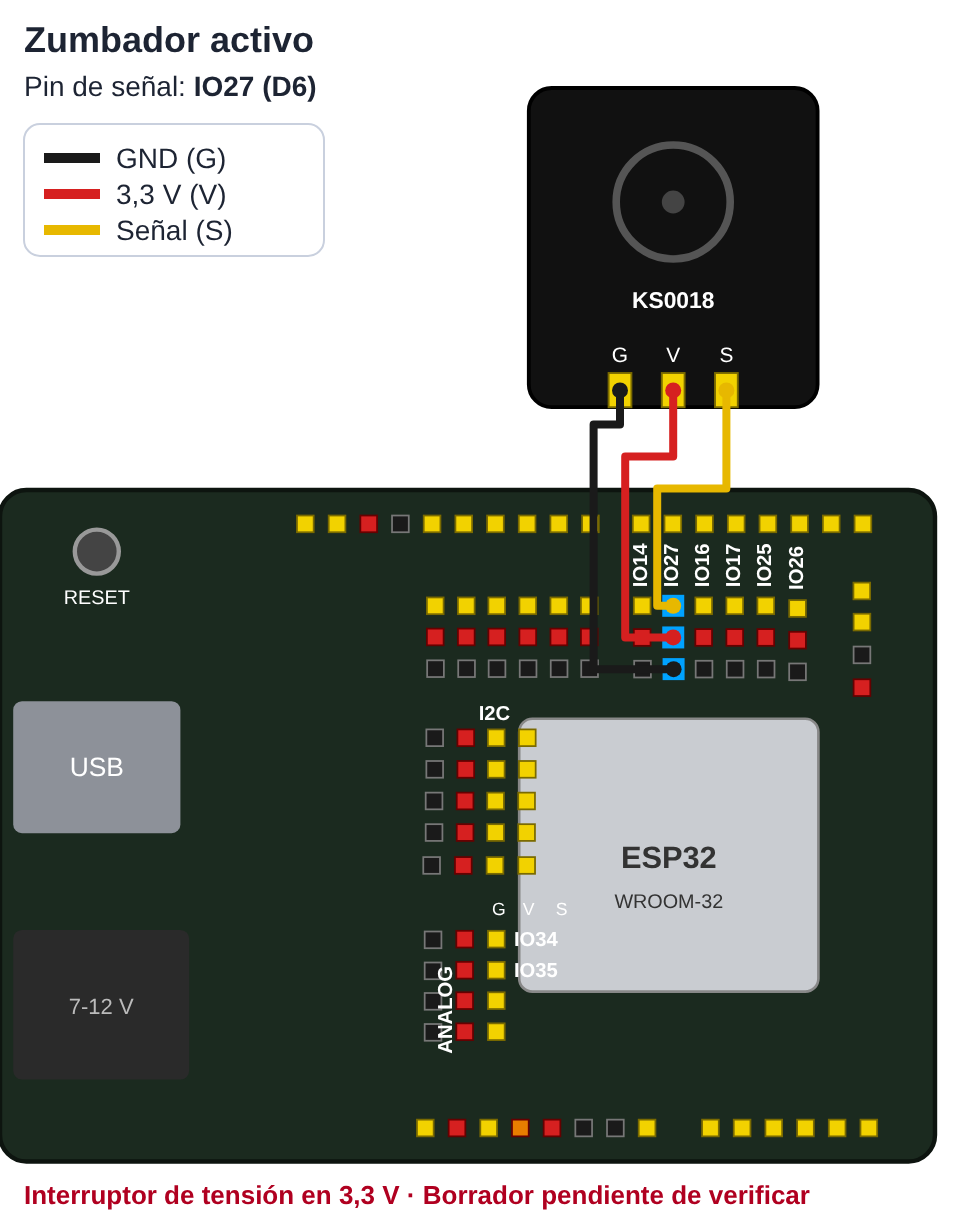 Zumbador activo
Pin de señal: IO27 (D6)
GND (G)
3,3 V (V)
Señal (S)
KS0018
G V S
IO14 IO27 IO16 IO17 IO25 IO26
RESET
I2C
USB
ESP32
WROOM-32
G V S
IO34
IO35
ANALOG
7-12 V
Interruptor de tensión en 3,3 V · Borrador pendiente de verificar